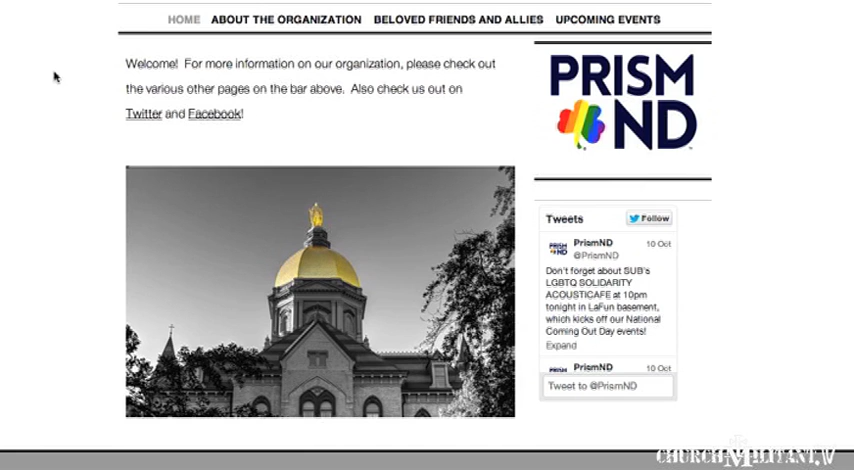 HOME ABOUT THE ORGANIZATION BELOVED FRIENDS AND ALLIES UPCOMING EVENTS
Welcome! For more information on our organization, please check out
the various other pages on the bar above. Also check us out on
Twitter and Facebook!
PRISM
ND
Tweets
Follow
PRISM
ND
PrismND
10 Oct
@PrismND
Don't forget about SUB's
LGBTQ SOLIDARITY
ACOUSTICAFE at 10pm
tonight in LaFun basement,
which kicks off our National
Coming Out Day events!
Expand
PRISM
PrismND
10 Oct
Tweet to @PrismND
CHURCHMILITANT.TV